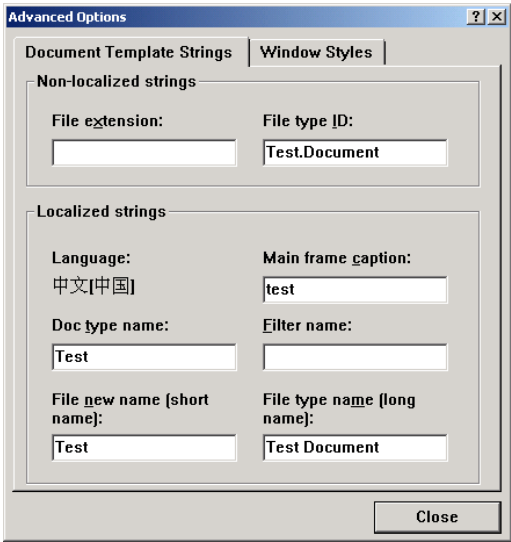 Advanced Options
Document Template Strings
Window Styles
Non-localized strings
File extension:
File type ID:
Test.Document
Localized strings
Language:
Main frame caption:
中文[中国]
test
Doc type name:
Filter name:
Test
File new name (short
name):
File type name (long
name):
Test
Test Document
Close